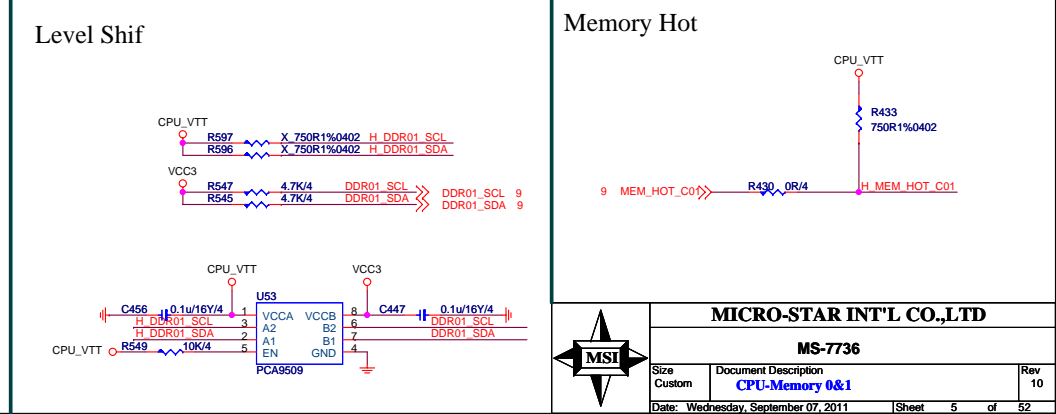 Level Shif
CPU_VTT
R597 X_750R1%0402 H_DDR01_SCL
R596 X_750R1%0402 H_DDR01_SDA
VCC3
R547 4.7K/4 DDR01_SCL DDR01_SCL 9
R545 4.7K/4 DDR01_SDA DDR01_SDA 9
CPU_VTT VCC3
U53
C456 0.1u/16Y/4 1 VCCA VCCB 8 C447 0.1u/16Y/4
H_DDR01_SCL 3 A2 B2 6 DDR01_SCL
H_DDR01_SDA 2 A1 B1 7 DDR01_SDA
CPU_VTT R549 10K/4 5 EN GND 4
PCA9509
Memory Hot
CPU_VTT
R433
750R1%0402
9 MEM_HOT_C01 R430 0R/4 H_MEM_HOT_C01
MSI
MICRO-STAR INT'L CO.,LTD
MS-7736
Size Document Description Rev
Custom CPU-Memory 0&1 10
Date: Wednesday, September 07, 2011 Sheet 5 of 52